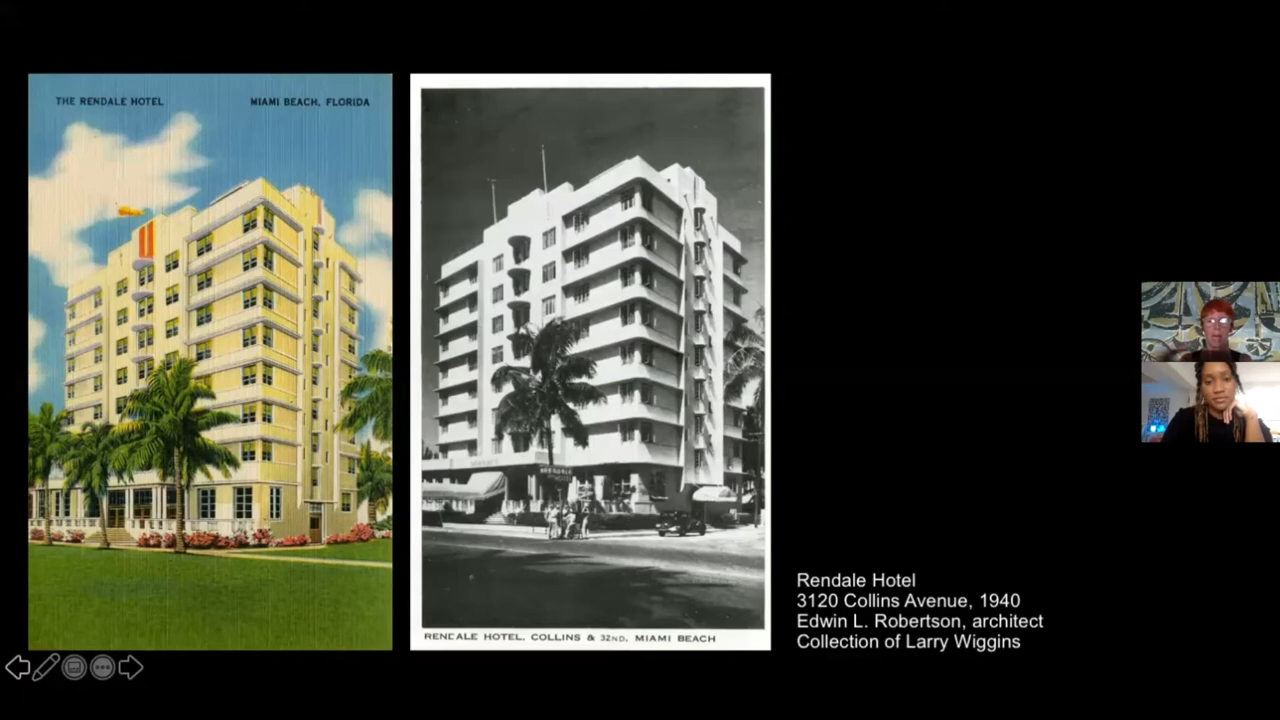 THE RENDALE HOTEL
MIAMI BEACH, FLORIDA
RENDALE HOTEL. COLLINS & 32ND. MIAMI BEACH
Rendale Hotel
3120 Collins Avenue, 1940
Edwin L. Robertson, architect
Collection of Larry Wiggins